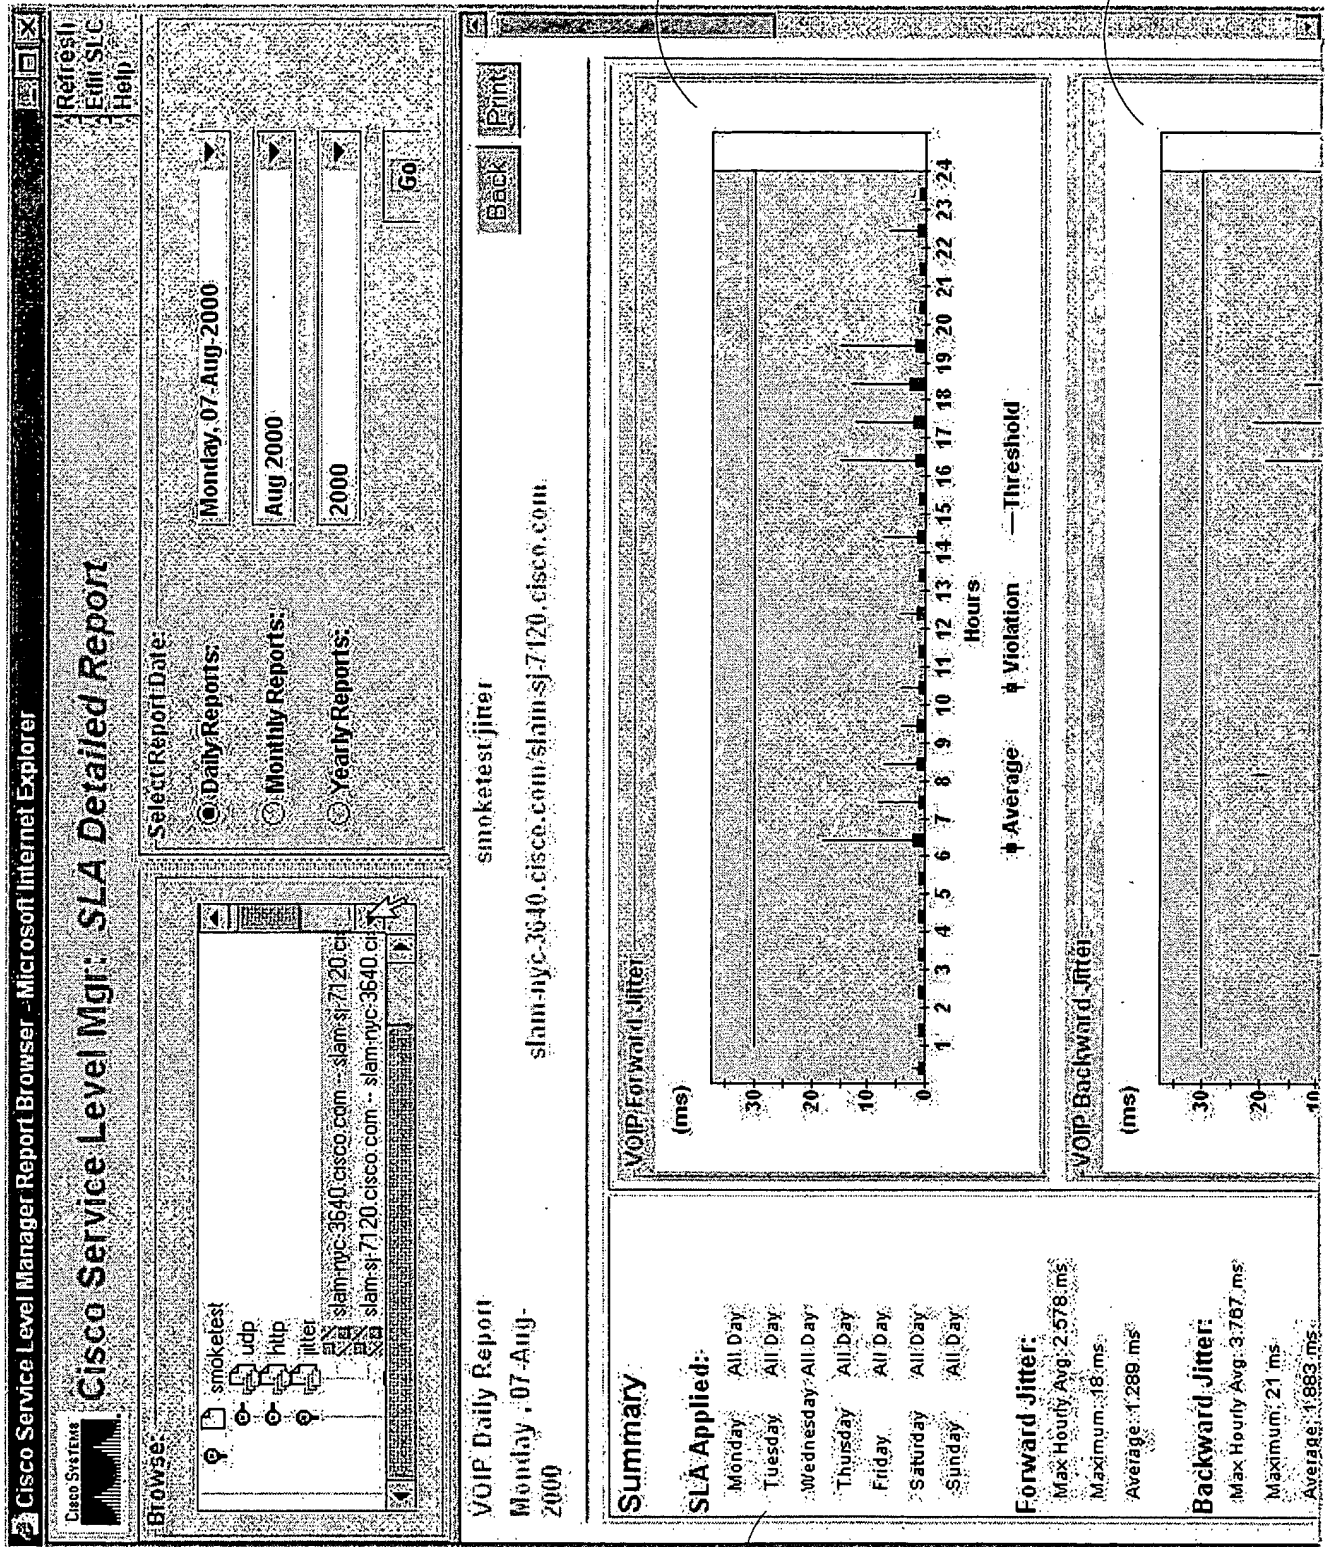 Cisco Service Level Manager Report Browser - Microsoft Internet Explorer
CISCO SYSTEMS
Cisco Service Level Mgr: SLA Detailed Report
Refresh
Edit SLC
Help
Browse:
smoketest
udp
http
jitter
slam-nyc-3640.cisco.com -- slam-sj-7120.cis
slam-sj-7120.cisco.com -- slam-nyc-3640.ci
Select Report Date:
Daily Reports:
Monday, 07-Aug-2000
Monthly Reports:
Aug 2000
Yearly Reports:
2000
Go
VOIP Daily Report
Monday , 07-Aug-
2000
smoketest jitter
slam-nyc-3640.cisco.com/slam-sj-7120.cisco.com
Back
Print
Summary
SLA Applied:
Monday All Day
Tuesday All Day
Wednesday All Day
Thursday All Day
Friday All Day
Saturday All Day
Sunday All Day
Forward Jitter:
Max Hourly Avg: 2.578 ms
Maximum: 18 ms
Average: 1.289 ms
Backward Jitter:
Max Hourly Avg: 3.767 ms
Maximum: 21 ms
Average: 1.883 ms
VOIP Forward Jitter
(ms)
30
20
10
0
1 2 3 4 5 6 7 8 9 10 11 12 13 14 15 16 17 18 19 20 21 22 23 24
Hours
Average Violation Threshold
VOIP Backward Jitter
(ms)
30
20
10